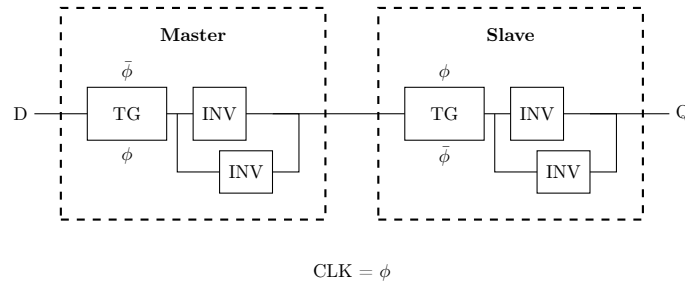 Master
Slave
ϕ̄
ϕ
D
TG
INV
TG
INV
Q
ϕ
ϕ̄
INV
INV
CLK = ϕ